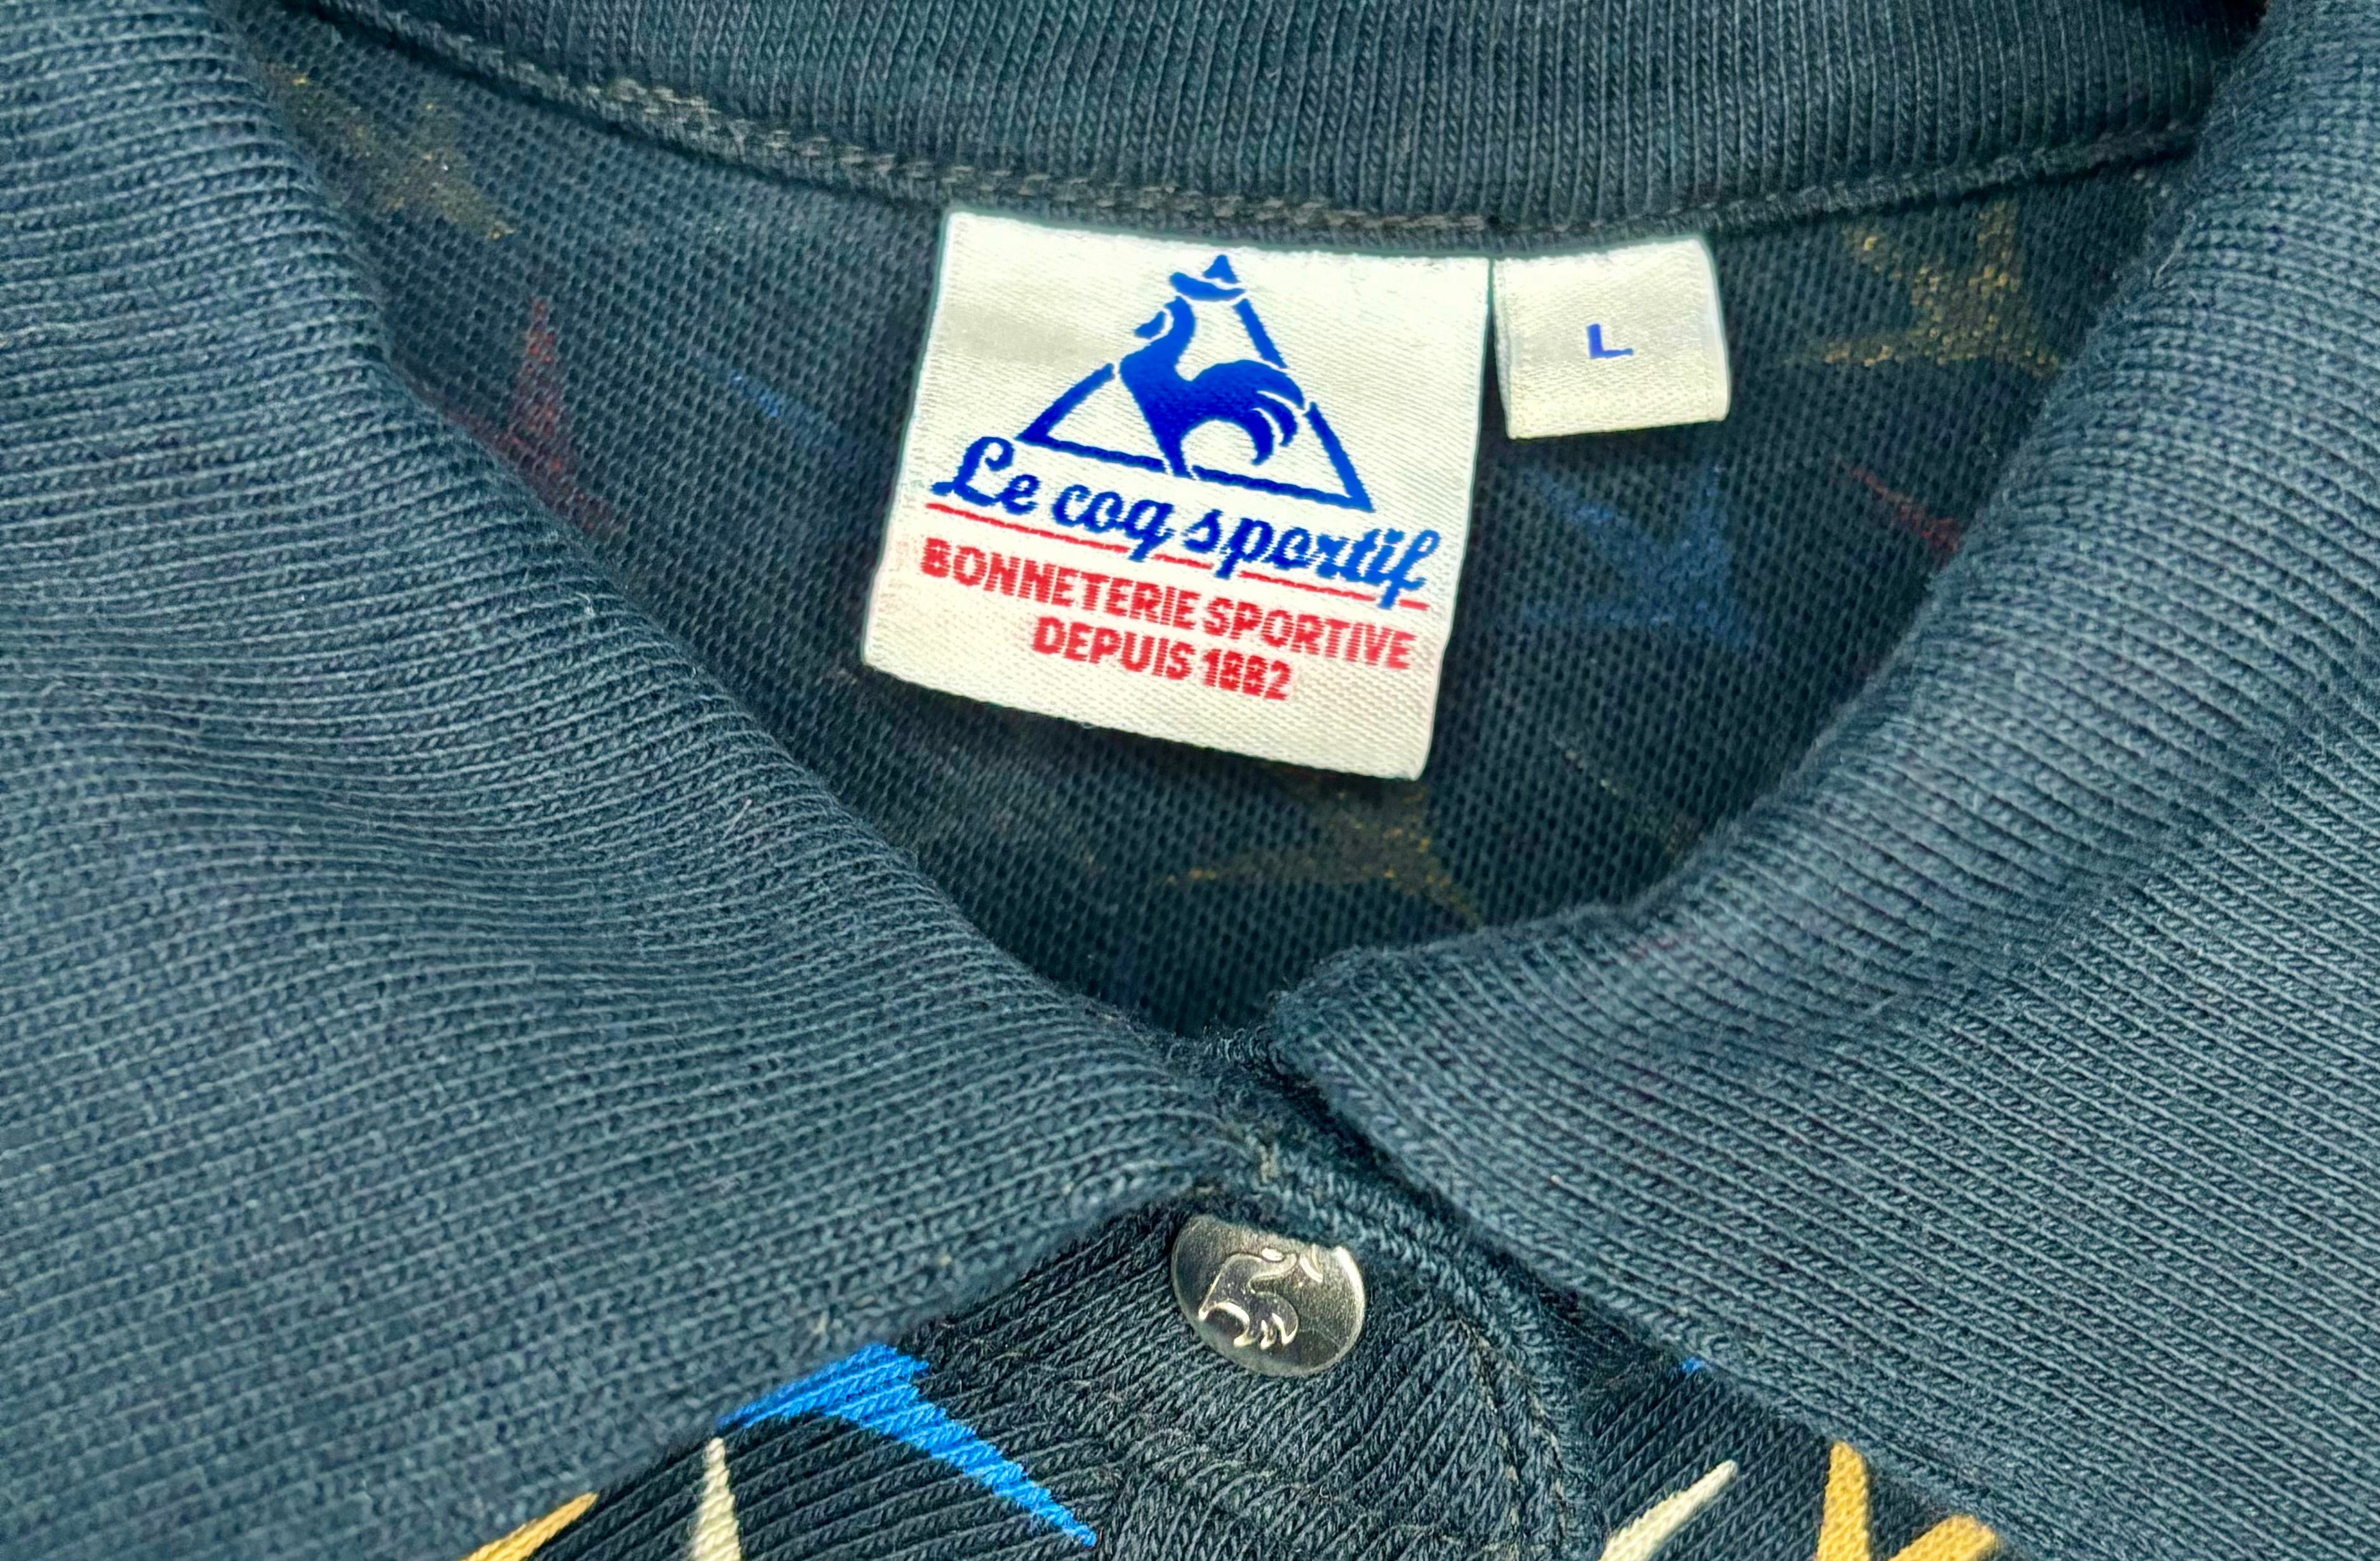 Le coq sportif
BONNETERIE SPORTIVE
DEPUIS 1882
L